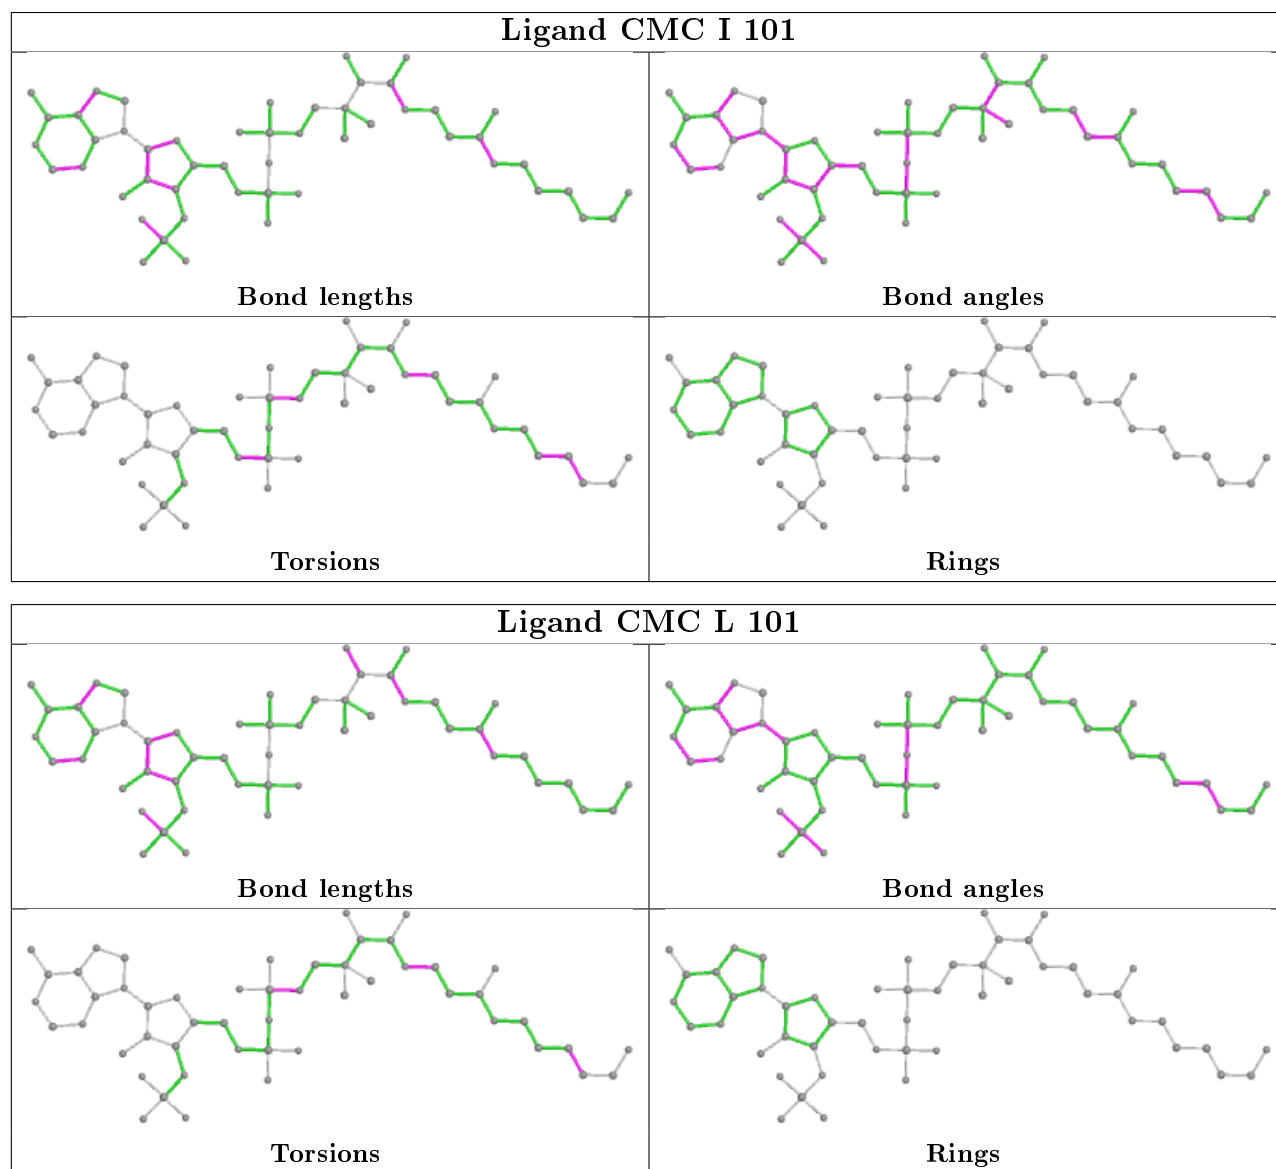 Ligand CMC I 101
Bond lengths
Bond angles
Torsions
Rings
Ligand CMC L 101
Bond lengths
Bond angles
Torsions
Rings